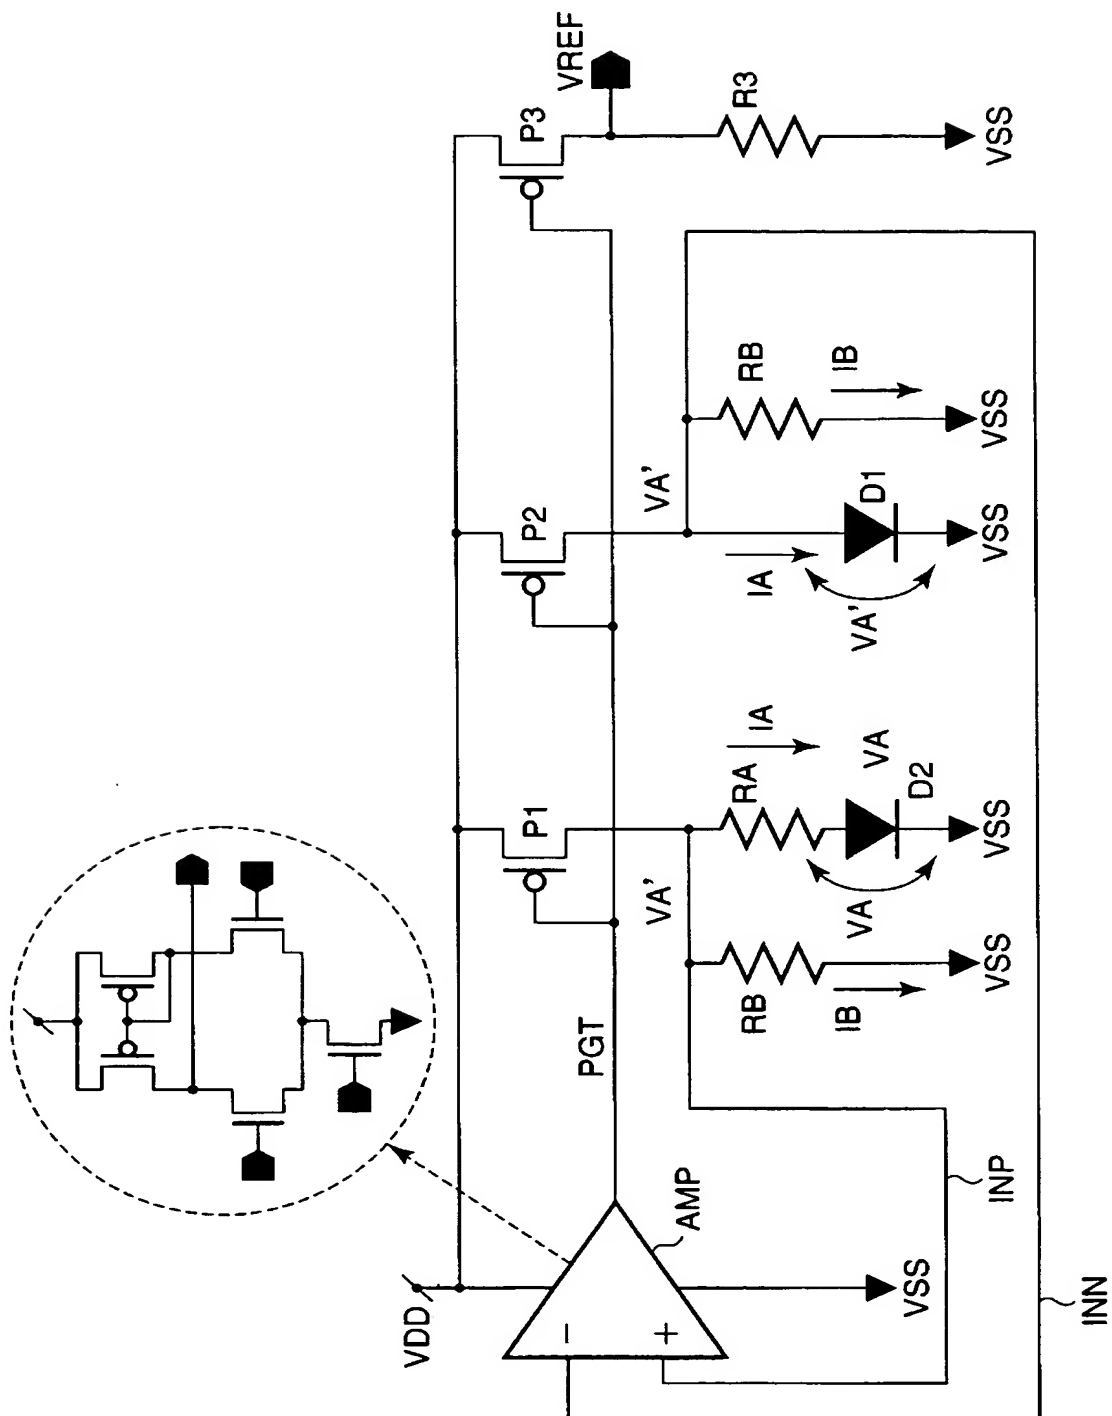 VREF
P3
R3
VSS
RB
IB
VSS
VA'
P2
IA
D1
VA'
VSS
P1
IA
RA
VA
D2
VA'
VA
VSS
RB
IB
VSS
PGT
AMP
INP
VDD
−
+
VSS
INN